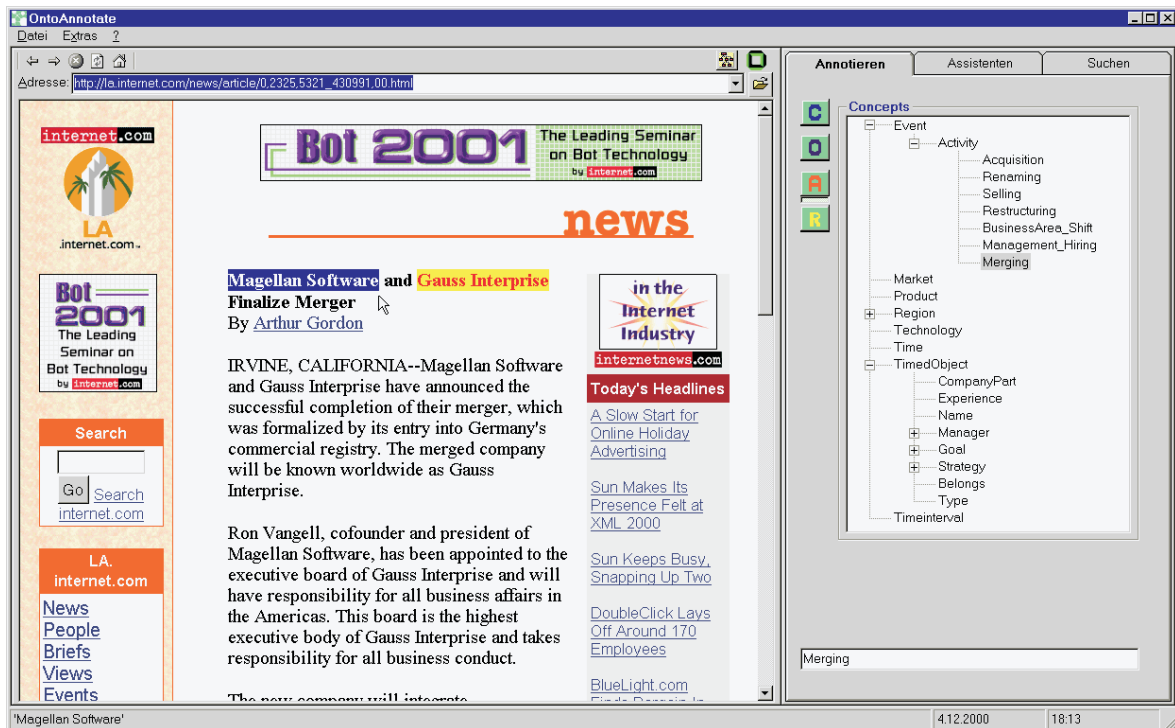 OntoAnnotate
Datei Extras ?
Adresse: http://la.internet.com/news/article/0,2325,5321_430991,00.html
internet.com
LA
.internet.com™
Bot 2001
The Leading Seminar
on Bot Technology
by internet.com
news
Bot
2001
The Leading
Seminar on
Bot Technology
by internet.com
Search
Go Search
internet.com
LA.
internet.com
News
People
Briefs
Views
Events
Magellan Software and Gauss Interprise
Finalize Merger
By Arthur Gordon
IRVINE, CALIFORNIA--Magellan Software
and Gauss Interprise have announced the
successful completion of their merger, which
was formalized by its entry into Germany's
commercial registry. The merged company
will be known worldwide as Gauss
Interprise.
Ron Vangell, cofounder and president of
Magellan Software, has been appointed to the
executive board of Gauss Interprise and will
have responsibility for all business affairs in
the Americas. This board is the highest
executive body of Gauss Interprise and takes
responsibility for all business conduct.
The new company will integrate
in the
Internet
Industry
internetnews.com
Today's Headlines
A Slow Start for
Online Holiday
Advertising
Sun Makes Its
Presence Felt at
XML 2000
Sun Keeps Busy,
Snapping Up Two
DoubleClick Lays
Off Around 170
Employees
BlueLight.com
Finds Bargain In
Annotieren Assistenten Suchen
C
O
A
R
Concepts
Event
Activity
Acquisition
Renaming
Selling
Restructuring
BusinessArea_Shift
Management_Hiring
Merging
Market
Product
Region
Technology
Time
TimedObject
CompanyPart
Experience
Name
Manager
Goal
Strategy
Belongs
Type
Timeinterval
Merging
'Magellan Software' 4.12.2000 18:13